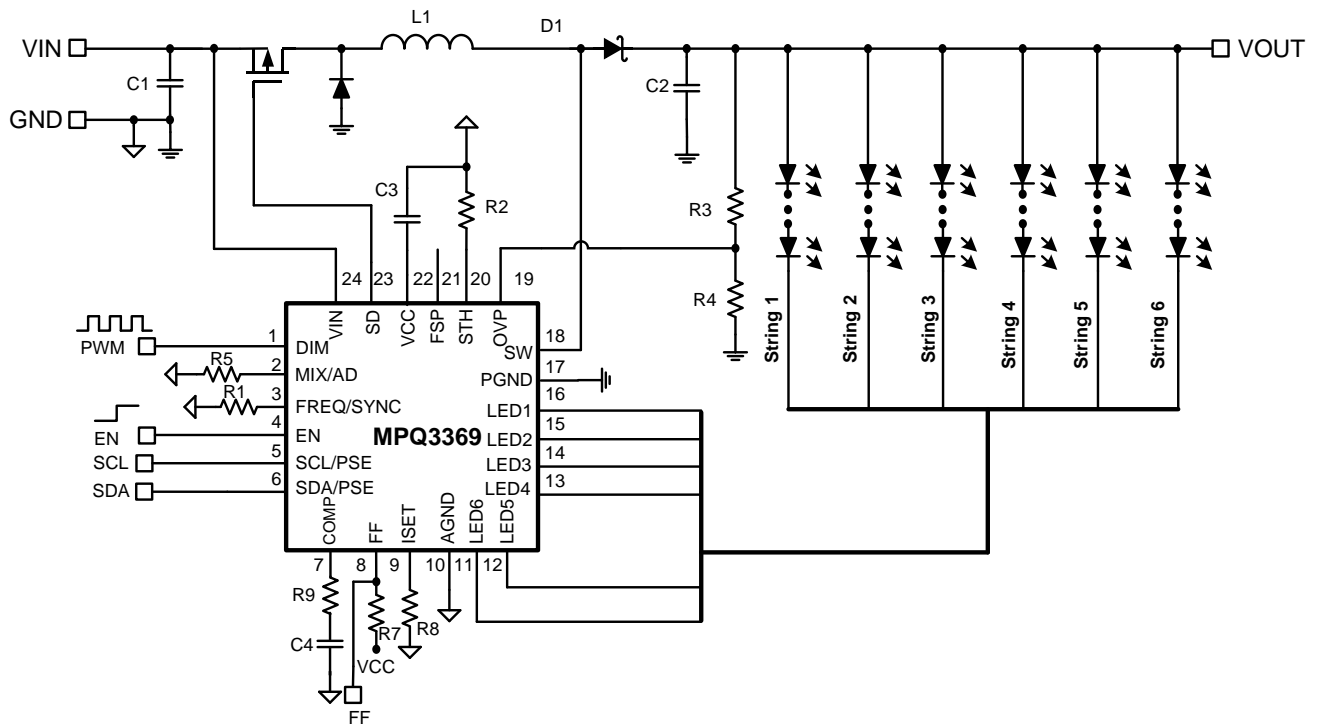 L1
D1
VIN
VOUT
C1
C2
GND
C3
R2
R3
24 23 22 21 20 19
R4
VIN
SD
VCC
FSP
STH
OVP
String 1
String 2
String 3
String 4
String 5
String 6
PWM
1
DIM
SW
18
R5
2
MIX/AD
PGND
17
R1
3
FREQ/SYNC
LED1
16
EN
4
EN
MPQ3369
LED2
15
SCL
5
SCL/PSE
LED3
14
SDA
6
SDA/PSE
LED4
13
COMP
FF
ISET
AGND
LED6
LED5
7 8 9 10 11 12
R9
R7
R8
C4
VCC
FF